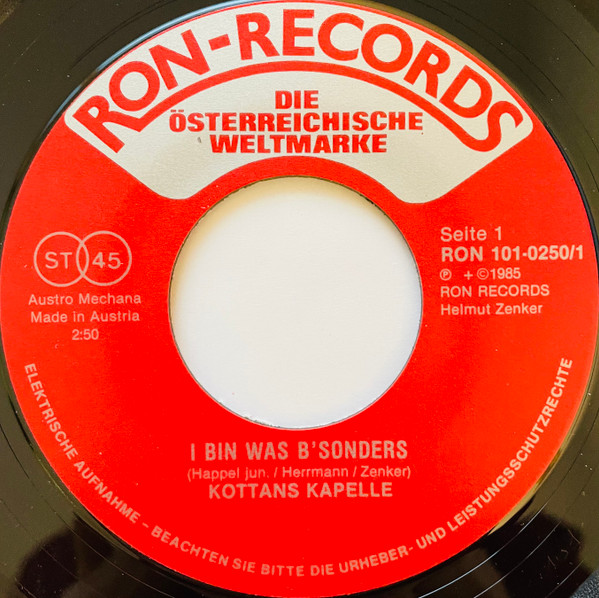 RON-RECORDS
DIE
ÖSTERREICHISCHE
WELTMARKE
ST 45
Austro Mechana
Made in Austria
2:50
Seite 1
RON 101-0250/1
℗ + © 1985
RON RECORDS
Helmut Zenker
I BIN WAS B'SONDERS
(Happel jun. / Herrmann / Zenker)
KOTTANS KAPELLE
ELEKTRISCHE AUFNAHME – BEACHTEN SIE BITTE DIE URHEBER- UND LEISTUNGSSCHUTZRECHTE